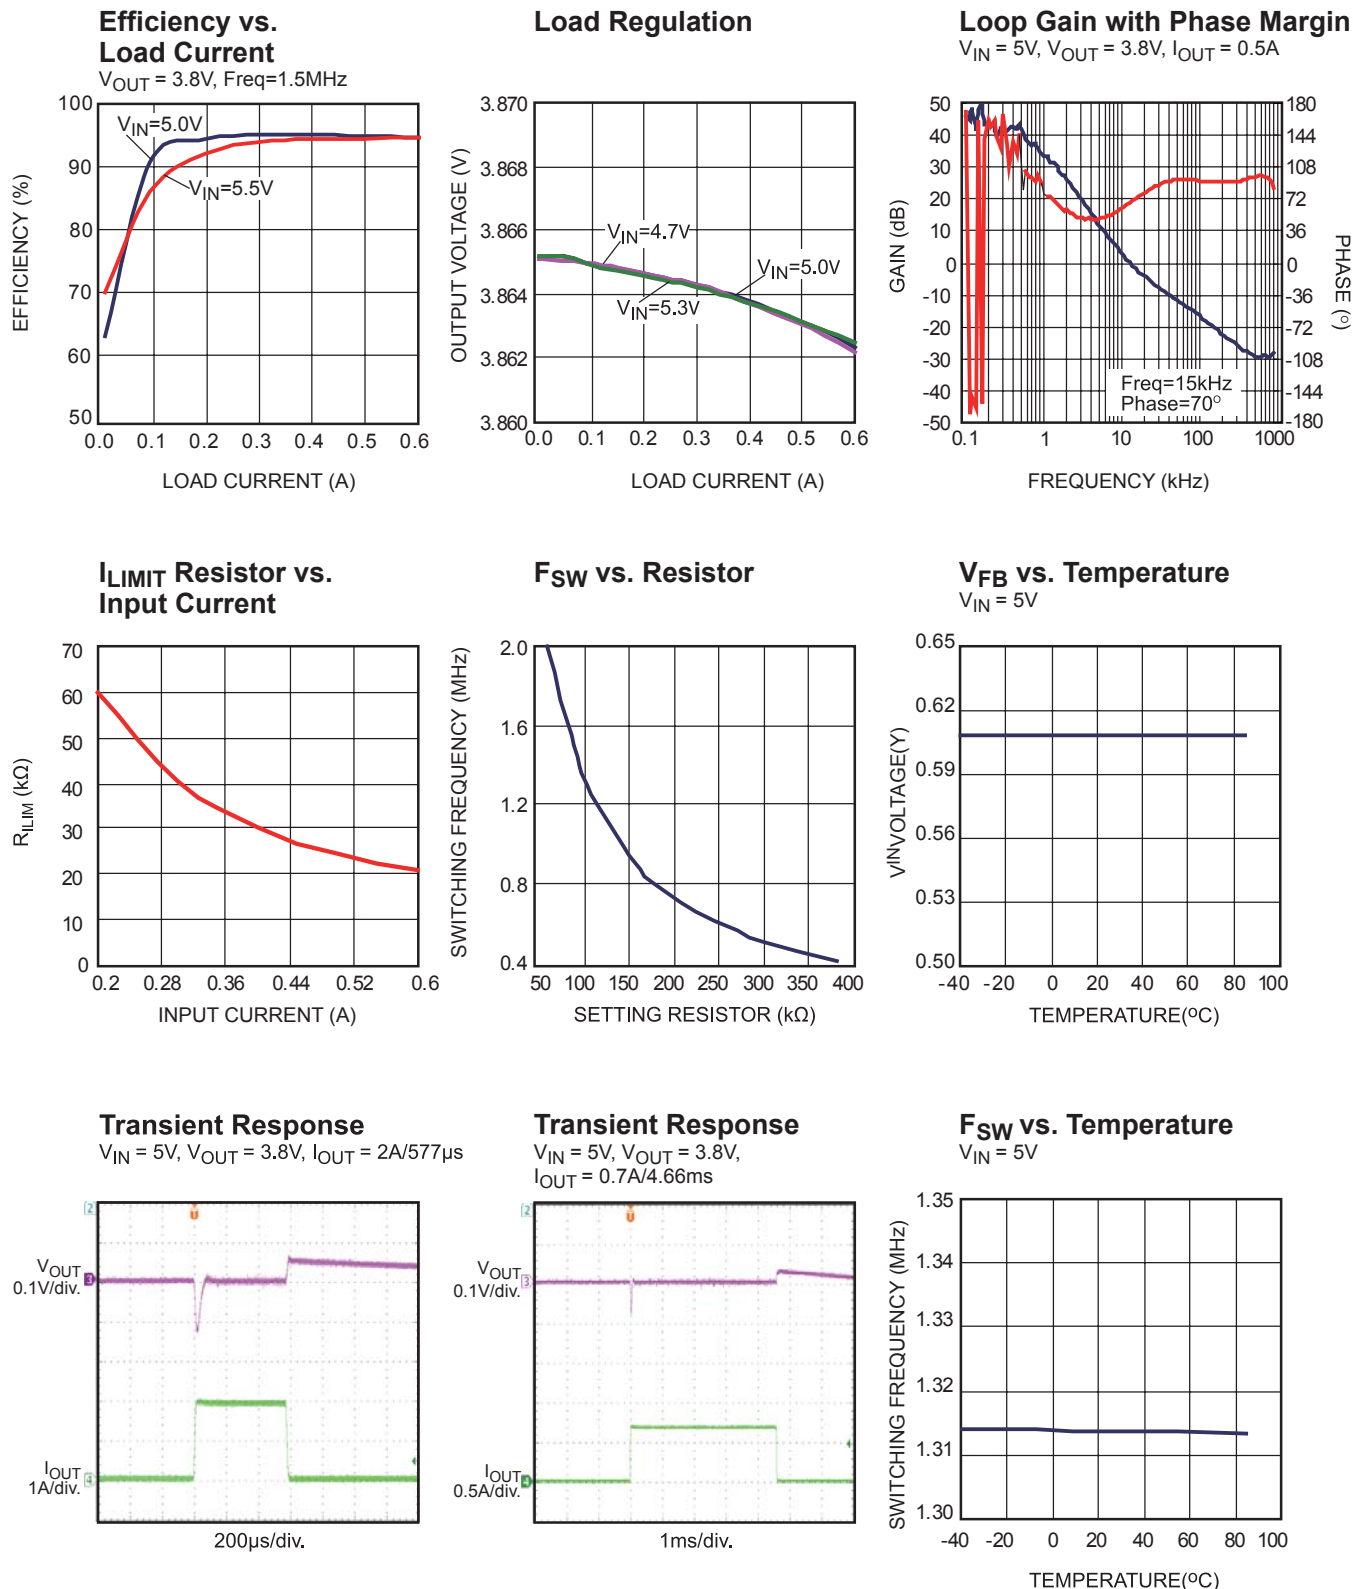 Efficiency vs.
Load Current
VOUT = 3.8V, Freq=1.5MHz
100
90
80
70
60
50
EFFICIENCY (%)
VIN=5.0V
VIN=5.5V
0.0 0.1 0.2 0.3 0.4 0.5 0.6
LOAD CURRENT (A)
Load Regulation
3.870
3.868
3.866
3.864
3.862
3.860
OUTPUT VOLTAGE (V)
VIN=4.7V
VIN=5.0V
VIN=5.3V
0.0 0.1 0.2 0.3 0.4 0.5 0.6
LOAD CURRENT (A)
Loop Gain with Phase Margin
VIN = 5V, VOUT = 3.8V, IOUT = 0.5A
50
40
30
20
10
0
-10
-20
-30
-40
-50
GAIN (dB)
180
144
108
72
36
0
-36
-72
-108
-144
-180
PHASE (o)
Freq=15kHz
Phase=70o
0.1 1 10 100 1000
FREQUENCY (kHz)
ILIMIT Resistor vs.
Input Current
70
60
50
40
30
20
10
0
RILIM (kΩ)
0.2 0.28 0.36 0.44 0.52 0.6
INPUT CURRENT (A)
FSW vs. Resistor
2.0
1.6
1.2
0.8
0.4
SWITCHING FREQUENCY (MHz)
50 100 150 200 250 300 350 400
SETTING RESISTOR (kΩ)
VFB vs. Temperature
VIN = 5V
0.65
0.62
0.59
0.56
0.53
0.50
VINVOLTAGE(Y)
-40 -20 0 20 40 60 80 100
TEMPERATURE(oC)
Transient Response
VIN = 5V, VOUT = 3.8V, IOUT = 2A/577µs
2
U
VOUT
0.1V/div.
3
IOUT
1A/div.
4
200µs/div.
Transient Response
VIN = 5V, VOUT = 3.8V,
IOUT = 0.7A/4.66ms
2
U
VOUT
0.1V/div.
3
IOUT
0.5A/div.
4
1ms/div.
FSW vs. Temperature
VIN = 5V
1.35
1.34
1.33
1.32
1.31
1.30
SWITCHING FREQUENCY (MHz)
-40 -20 0 20 40 60 80 100
TEMPERATURE(oC)